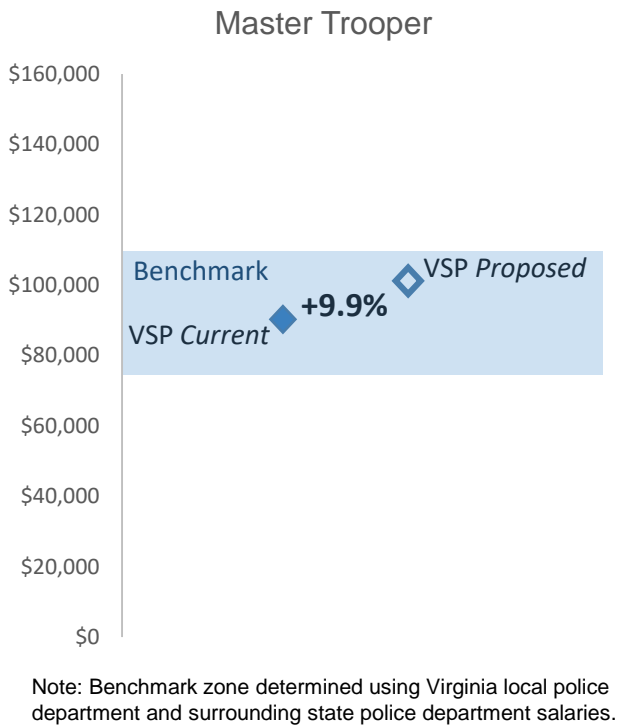 Master Trooper
$160,000
$140,000
$120,000
$100,000
$80,000
$60,000
$40,000
$20,000
$0
Benchmark
VSP Proposed
+9.9%
VSP Current
Note: Benchmark zone determined using Virginia local police
department and surrounding state police department salaries.